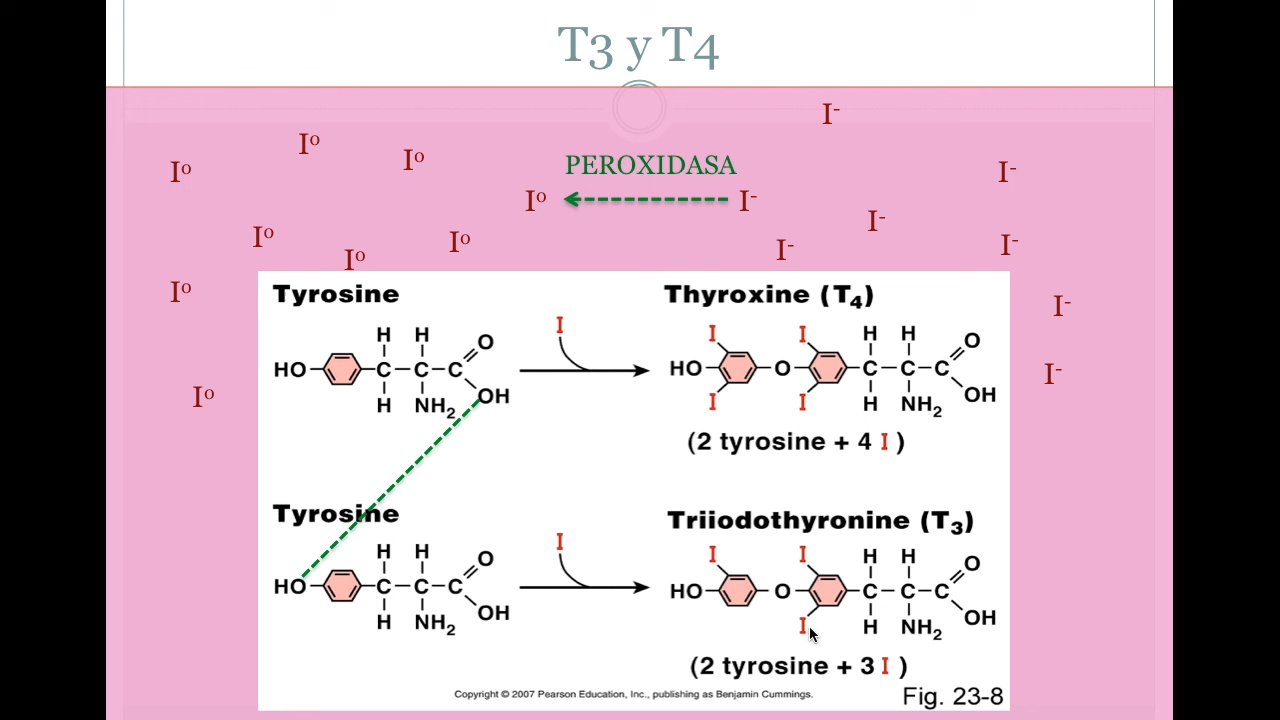 T3 y T4
I-
Iº
Iº
Iº
PEROXIDASA
I-
Iº
I-
I-
Iº
Iº
Iº
I-
I-
Iº
I-
Iº
I-
Tyrosine
Thyroxine (T₄)
I
HO
H
H
C
C
C
O
OH
H
NH₂
I
I
HO
O
I
I
H
H
C
C
C
O
OH
H
NH₂
(2 tyrosine + 4 I )
Tyrosine
Triiodothyronine (T₃)
I
HO
H
H
C
C
C
O
OH
H
NH₂
I
I
HO
O
I
H
H
C
C
C
O
OH
H
NH₂
(2 tyrosine + 3 I )
Copyright © 2007 Pearson Education, Inc., publishing as Benjamin Cummings.
Fig. 23-8